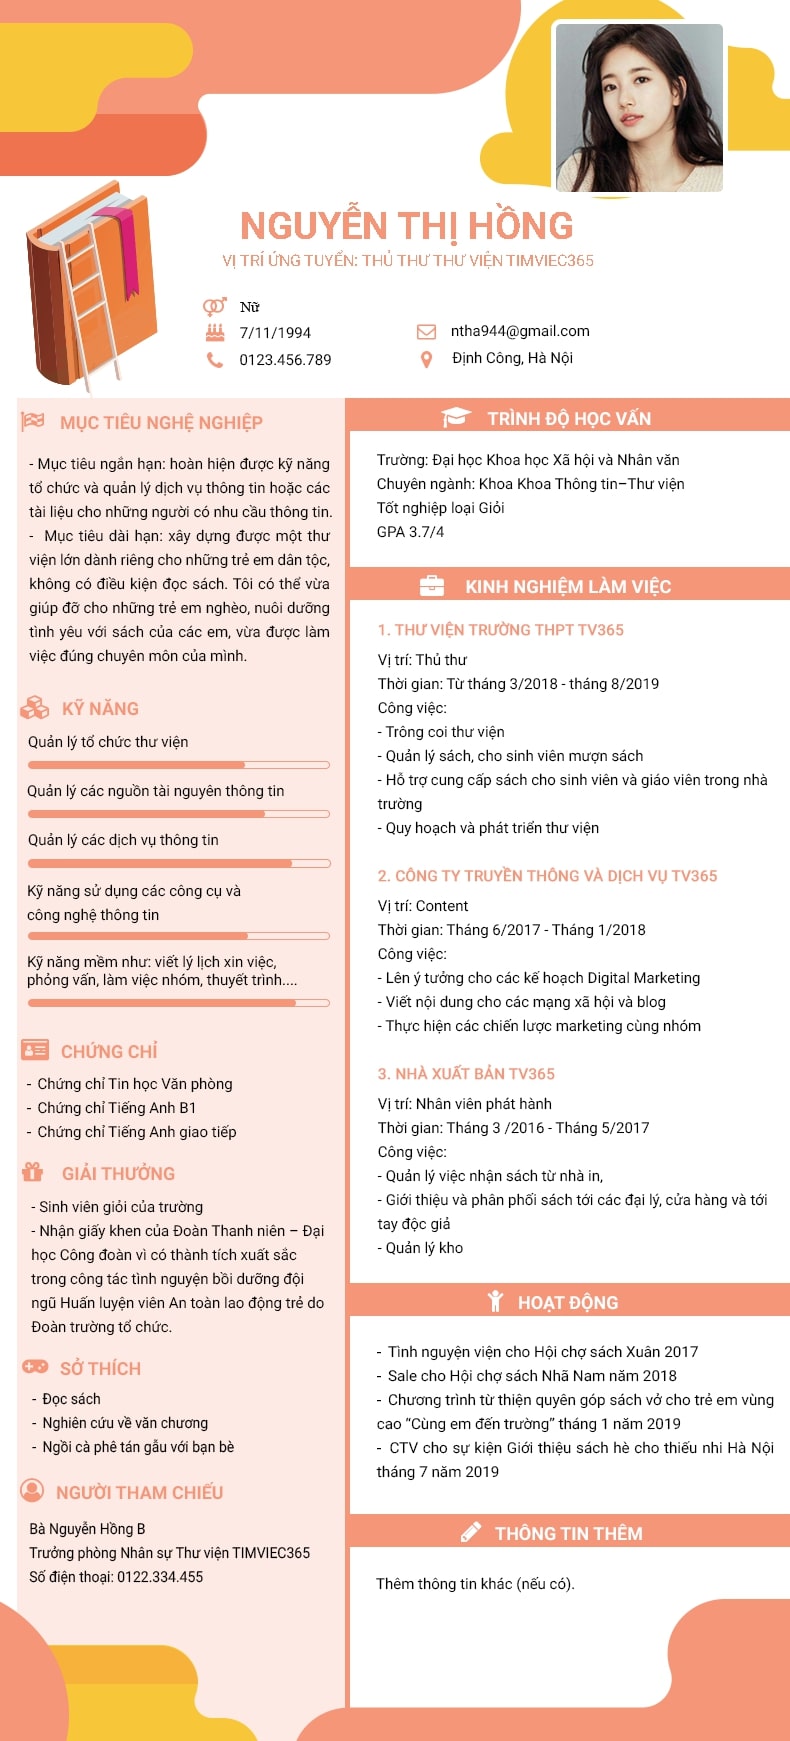 NGUYỄN THỊ HỒNG
VỊ TRÍ ỨNG TUYỂN: THỦ THƯ THƯ VIỆN TIMVIEC365
Nữ
7/11/1994
0123.456.789
ntha944@gmail.com
Định Công, Hà Nội
MỤC TIÊU NGHỆ NGHIỆP
- Mục tiêu ngắn hạn: hoàn hiện được kỹ năng
tổ chức và quản lý dịch vụ thông tin hoặc các
tài liệu cho những người có nhu cầu thông tin.
- Mục tiêu dài hạn: xây dựng được một thư
viện lớn dành riêng cho những trẻ em dân tộc,
không có điều kiện đọc sách. Tôi có thể vừa
giúp đỡ cho những trẻ em nghèo, nuôi dưỡng
tình yêu với sách của các em, vừa được làm
việc đúng chuyên môn của mình.
KỸ NĂNG
Quản lý tổ chức thư viện
Quản lý các nguồn tài nguyên thông tin
Quản lý các dịch vụ thông tin
Kỹ năng sử dụng các công cụ và
công nghệ thông tin
Kỹ năng mềm như: viết lý lịch xin việc,
phỏng vấn, làm việc nhóm, thuyết trình....
CHỨNG CHỈ
- Chứng chỉ Tin học Văn phòng
- Chứng chỉ Tiếng Anh B1
- Chứng chỉ Tiếng Anh giao tiếp
GIẢI THƯỞNG
- Sinh viên giỏi của trường
- Nhận giấy khen của Đoàn Thanh niên – Đại
học Công đoàn vì có thành tích xuất sắc
trong công tác tình nguyện bồi dưỡng đội
ngũ Huấn luyện viên An toàn lao động trẻ do
Đoàn trường tổ chức.
SỞ THÍCH
- Đọc sách
- Nghiên cứu về văn chương
- Ngồi cà phê tán gẫu với bạn bè
NGƯỜI THAM CHIẾU
Bà Nguyễn Hồng B
Trưởng phòng Nhân sự Thư viện TIMVIEC365
Số điện thoại: 0122.334.455
TRÌNH ĐỘ HỌC VẤN
Trường: Đại học Khoa học Xã hội và Nhân văn
Chuyên ngành: Khoa Khoa Thông tin–Thư viện
Tốt nghiệp loại Giỏi
GPA 3.7/4
KINH NGHIỆM LÀM VIỆC
1. THƯ VIỆN TRƯỜNG THPT TV365
Vị trí: Thủ thư
Thời gian: Từ tháng 3/2018 - tháng 8/2019
Công việc:
- Trông coi thư viện
- Quản lý sách, cho sinh viên mượn sách
- Hỗ trợ cung cấp sách cho sinh viên và giáo viên trong nhà
trường
- Quy hoạch và phát triển thư viện
2. CÔNG TY TRUYỀN THÔNG VÀ DỊCH VỤ TV365
Vị trí: Content
Thời gian: Tháng 6/2017 - Tháng 1/2018
Công việc:
- Lên ý tưởng cho các kế hoạch Digital Marketing
- Viết nội dung cho các mạng xã hội và blog
- Thực hiện các chiến lược marketing cùng nhóm
3. NHÀ XUẤT BẢN TV365
Vị trí: Nhân viên phát hành
Thời gian: Tháng 3 /2016 - Tháng 5/2017
Công việc:
- Quản lý việc nhận sách từ nhà in,
- Giới thiệu và phân phối sách tới các đại lý, cửa hàng và tới
tay độc giả
- Quản lý kho
HOẠT ĐỘNG
- Tình nguyện viện cho Hội chợ sách Xuân 2017
- Sale cho Hội chợ sách Nhã Nam năm 2018
- Chương trình từ thiện quyên góp sách vở cho trẻ em vùng
cao “Cùng em đến trường” tháng 1 năm 2019
- CTV cho sự kiện Giới thiệu sách hè cho thiếu nhi Hà Nội
tháng 7 năm 2019
THÔNG TIN THÊM
Thêm thông tin khác (nếu có).